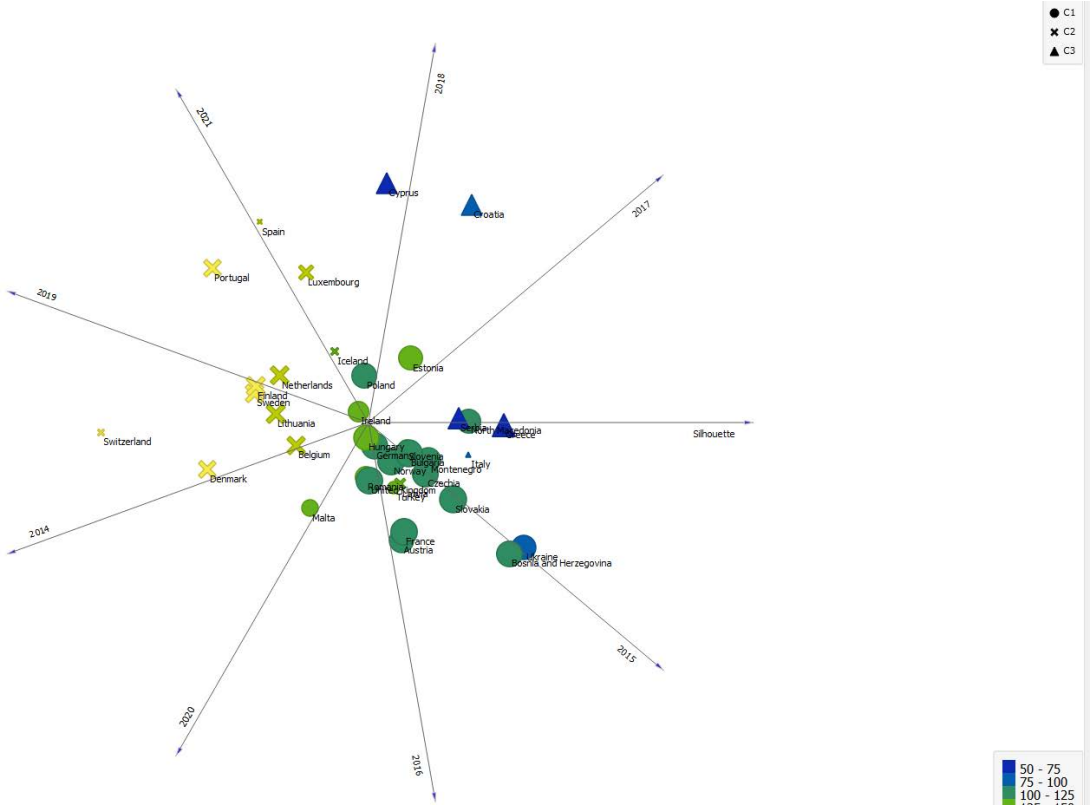 C1
C2
C3
2018
2021
2017
Cyprus
Croatia
Spain
Portugal
Luxembourg
2019
Iceland
Estonia
Netherlands
Poland
Finland
Sweden
Ireland
Lithuania
North Macedonia
Greece
Silhouette
Switzerland
Hungary
Belgium
Germany
Slovenia
Bulgaria
Italy
Montenegro
Norway
Denmark
Czechia
Romania
United Kingdom
Turkey
Slovakia
Malta
2014
France
Austria
Ukraine
Bosnia and Herzegovina
2015
2020
2016
50 - 75
75 - 100
100 - 125